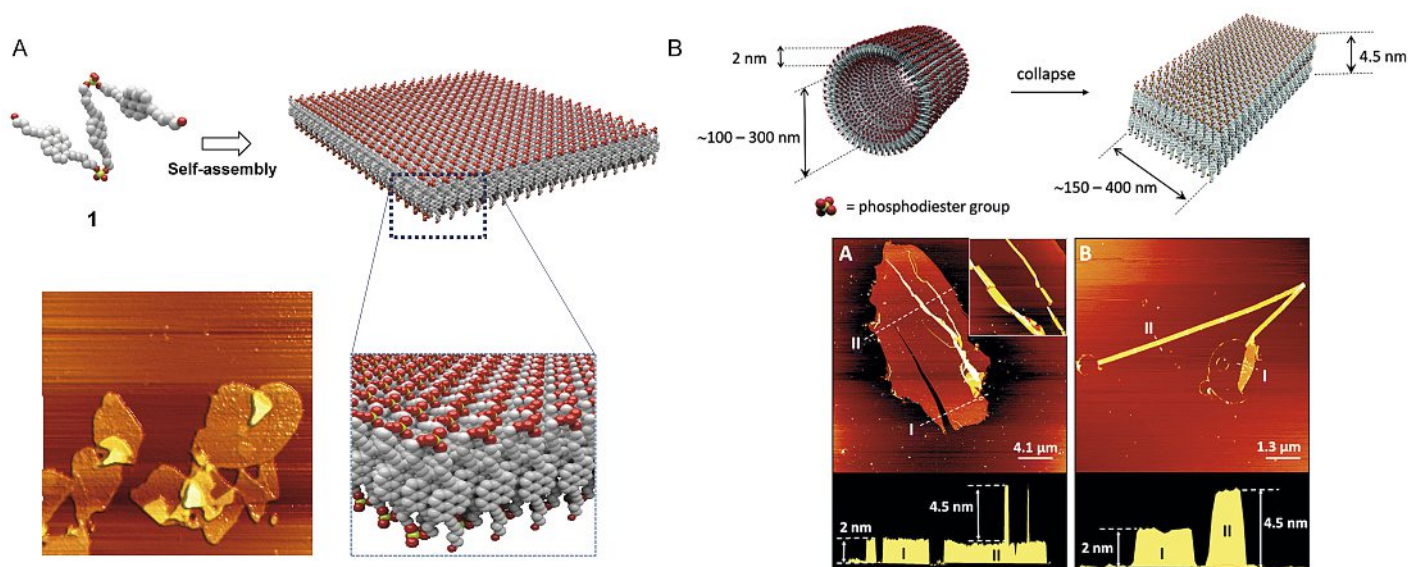 A
1
Self-assembly
B
2 nm
~100 – 300 nm
collapse
4.5 nm
~150 – 400 nm
= phosphodiester group
A
II
I
4.1 µm
2 nm
4.5 nm
I
II
B
II
I
1.3 µm
2 nm
I
II
4.5 nm